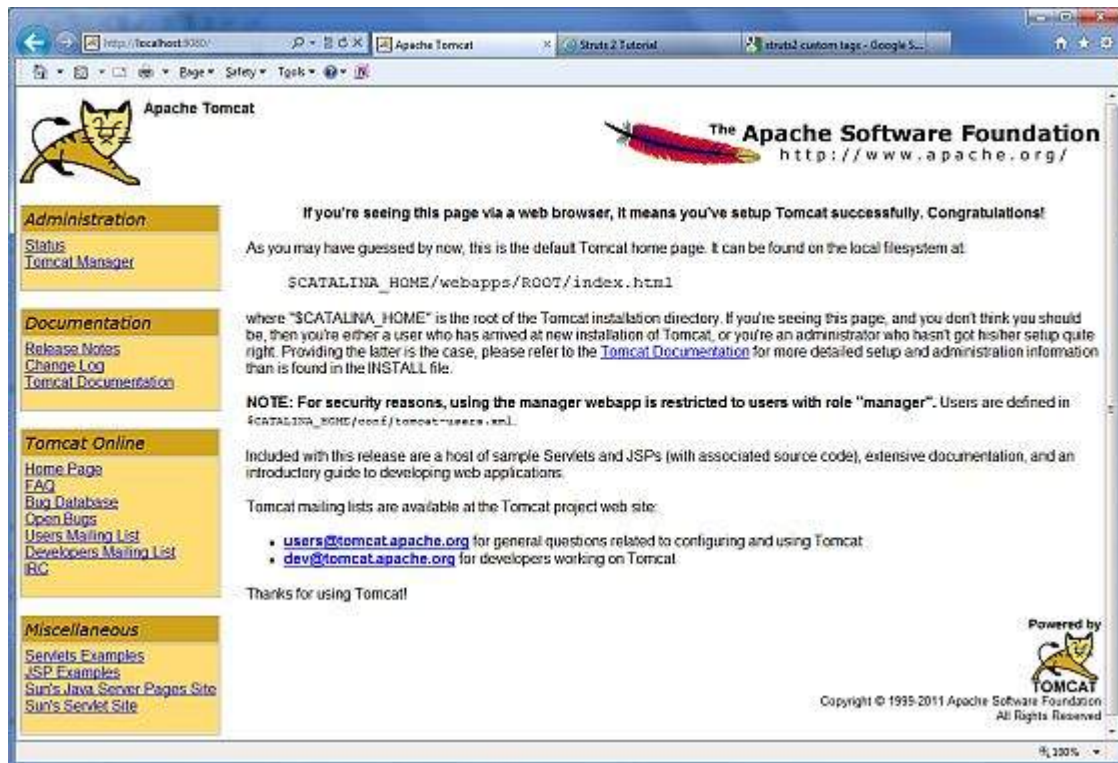 http://localhost:8080/
Apache Tomcat
Struts 2 Tutorial
struts2 custom tags - Google S...
Page
Safety
Tools
Apache Tomcat
The Apache Software Foundation
http://www.apache.org/
Administration
Status
Tomcat Manager
Documentation
Release Notes
Change Log
Tomcat Documentation
Tomcat Online
Home Page
FAQ
Bug Database
Open Bugs
Users Mailing List
Developers Mailing List
IRC
Miscellaneous
Servlets Examples
JSP Examples
Sun's Java Server Pages Site
Sun's Servlet Site
If you're seeing this page via a web browser, it means you've setup Tomcat successfully. Congratulations!
As you may have guessed by now, this is the default Tomcat home page. It can be found on the local filesystem at:
$CATALINA_HOME/webapps/ROOT/index.html
where "$CATALINA_HOME" is the root of the Tomcat installation directory. If you're seeing this page, and you don't think you should
be, then you're either a user who has arrived at new installation of Tomcat, or you're an administrator who hasn't got his/her setup quite
right. Providing the latter is the case, please refer to the Tomcat Documentation for more detailed setup and administration information
than is found in the INSTALL file.
NOTE: For security reasons, using the manager webapp is restricted to users with role "manager". Users are defined in
$CATALINA_HOME/conf/tomcat-users.xml.
Included with this release are a host of sample Servlets and JSPs (with associated source code), extensive documentation, and an
introductory guide to developing web applications.
Tomcat mailing lists are available at the Tomcat project web site:
• users@tomcat.apache.org for general questions related to configuring and using Tomcat
• dev@tomcat.apache.org for developers working on Tomcat
Thanks for using Tomcat!
Powered by
TOMCAT
Copyright © 1999-2011 Apache Software Foundation
All Rights Reserved
100%